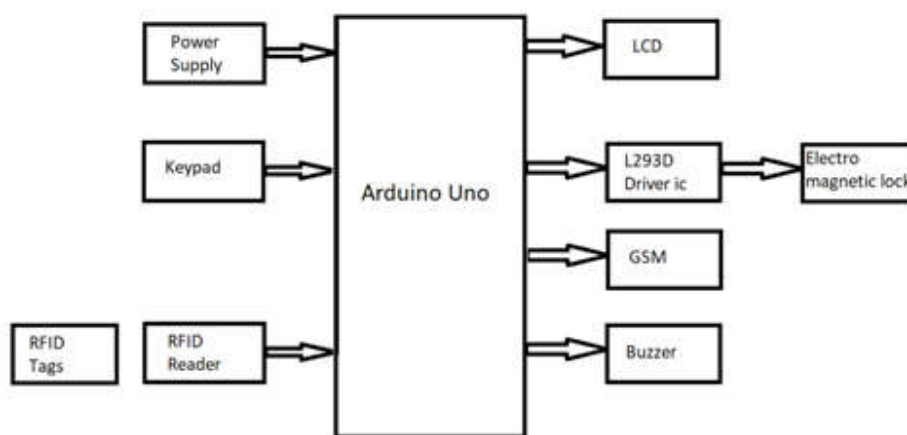 Power
Supply
LCD
Keypad
L293D
Driver ic
Electro
magnetic lock
Arduino Uno
GSM
RFID
Tags
RFID
Reader
Buzzer